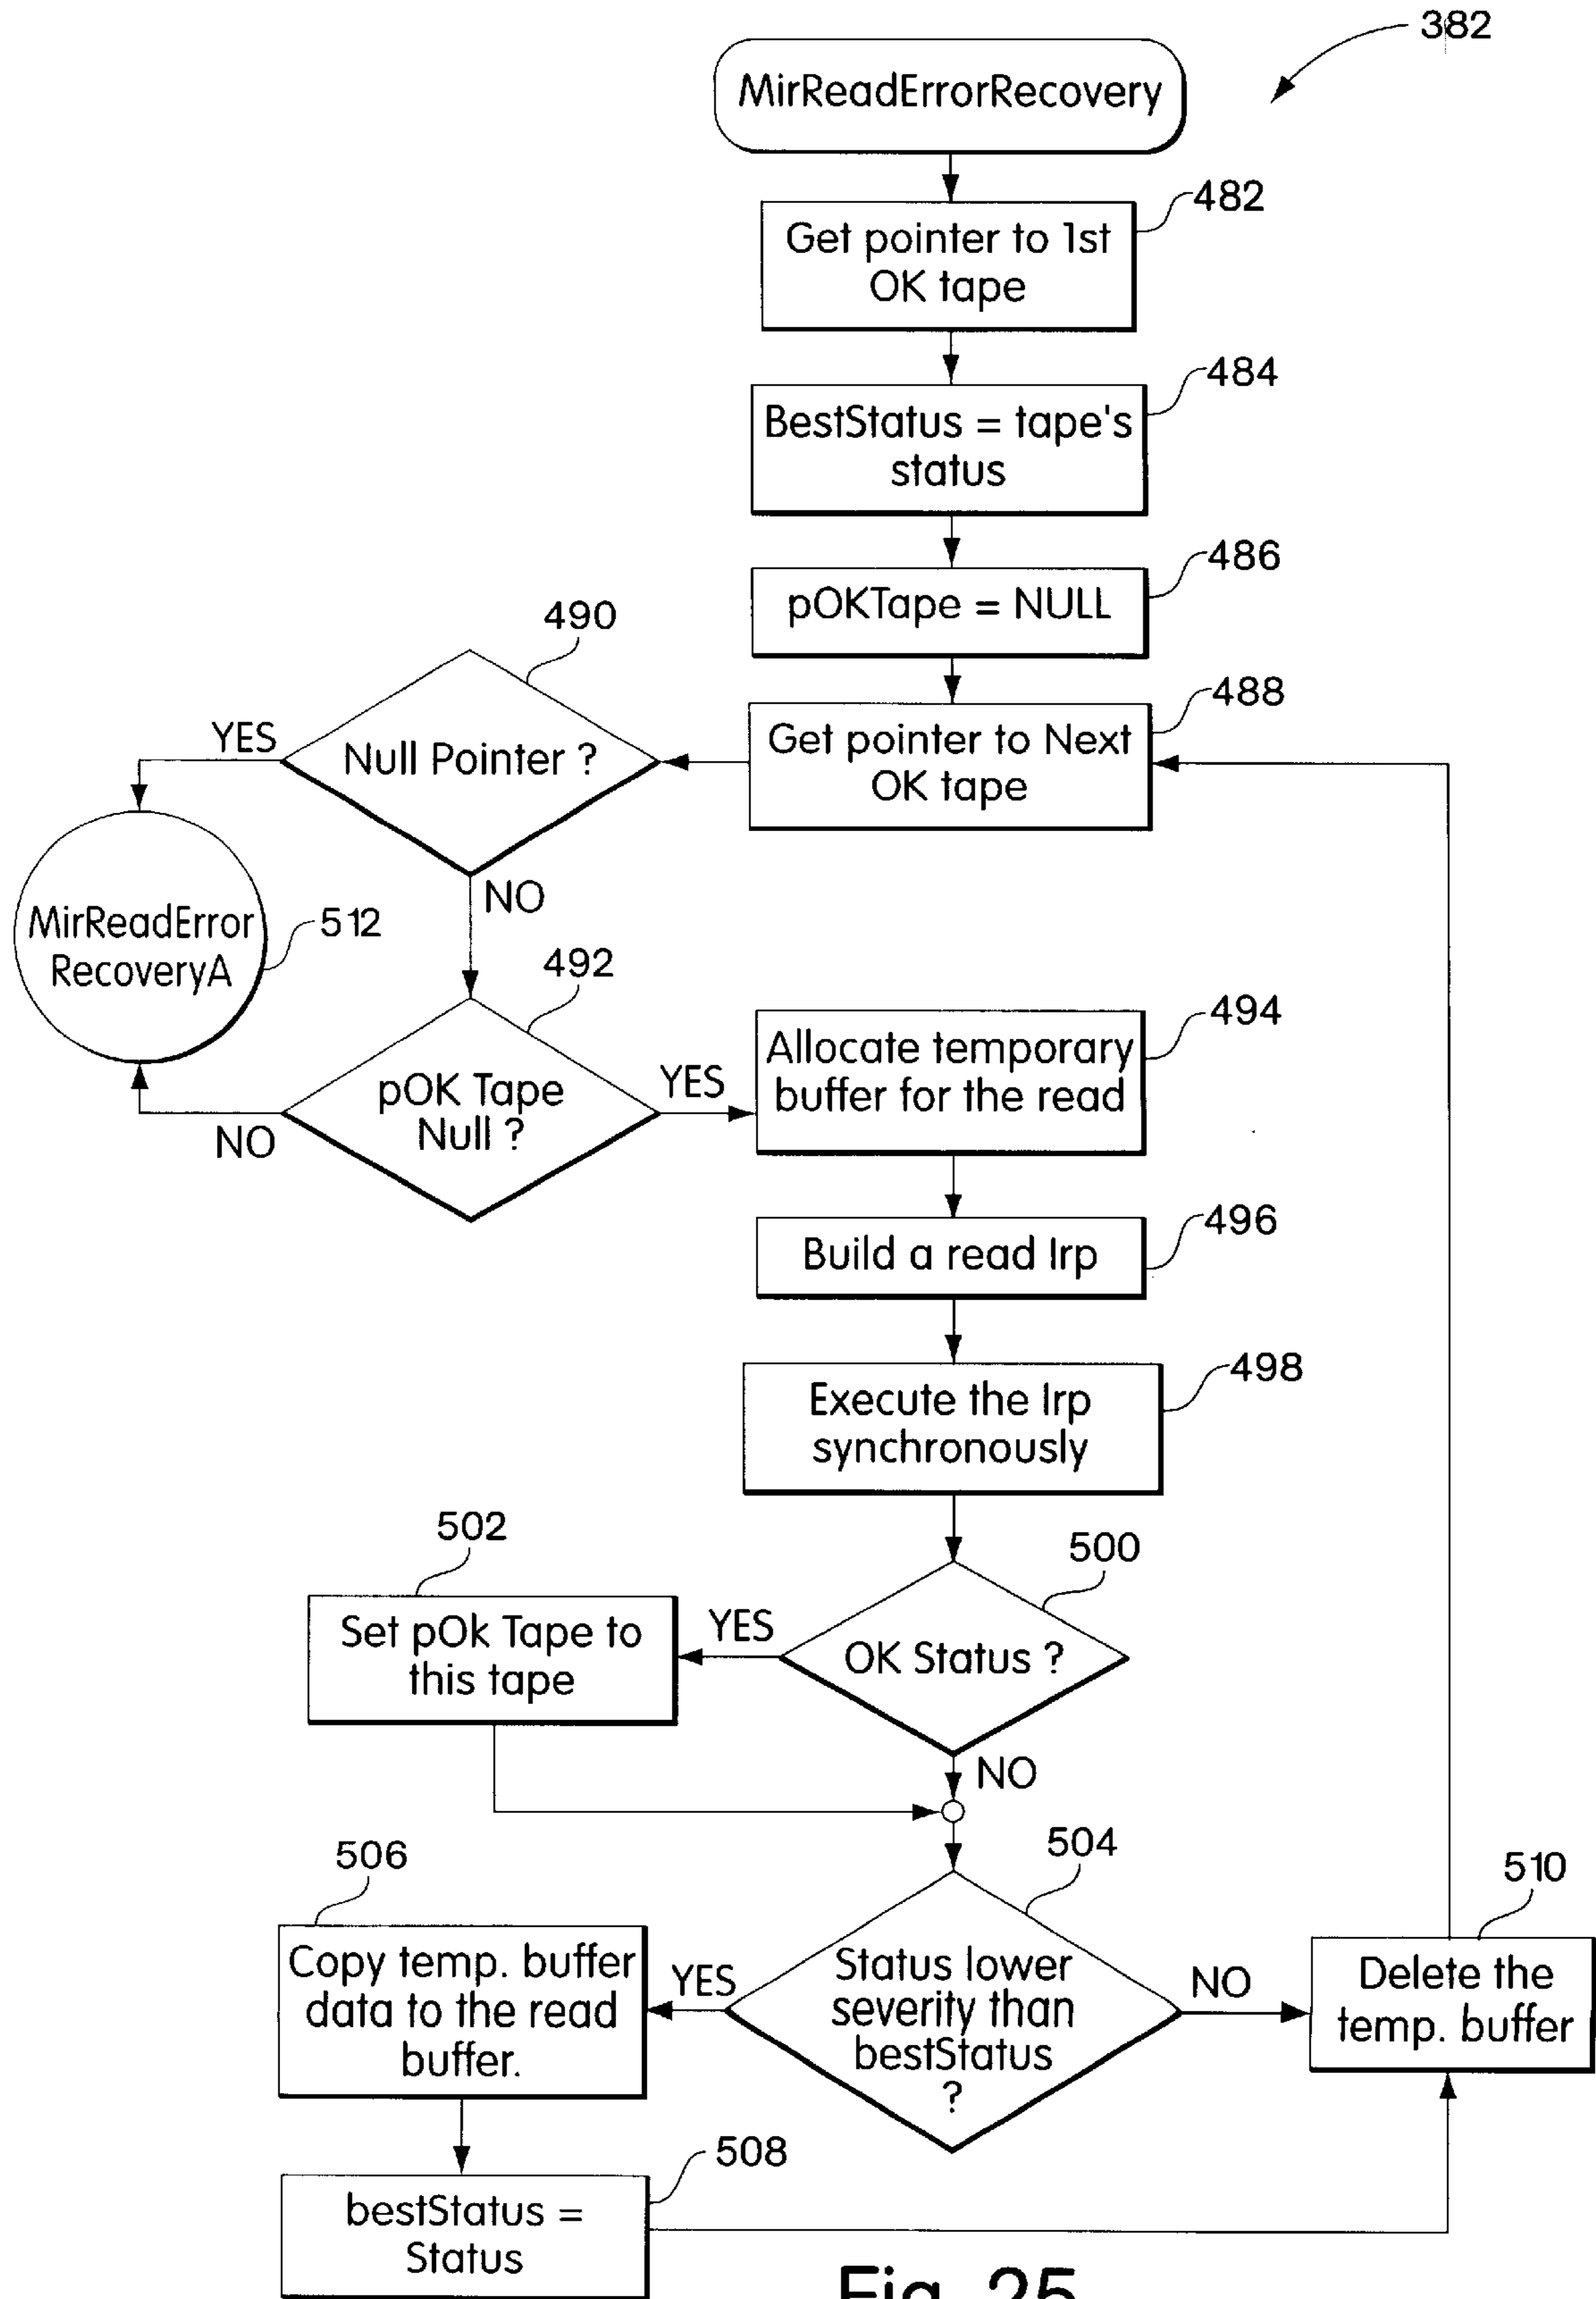 382
MirReadErrorRecovery
482
Get pointer to 1st
OK tape
484
BestStatus = tape's
status
486
pOKTape = NULL
490
488
YES
Null Pointer ?
Get pointer to Next
OK tape
NO
MirReadError
RecoveryA
512
492
494
pOK Tape
Null ?
YES
NO
Allocate temporary
buffer for the read
496
Build a read Irp
498
Execute the Irp
synchronously
502
500
Set pOk Tape to
this tape
YES
OK Status ?
NO
506
504
510
Copy temp. buffer
data to the read
buffer.
YES
Status lower
severity than
bestStatus
?
NO
Delete the
temp. buffer
508
bestStatus =
Status
Fig. 25